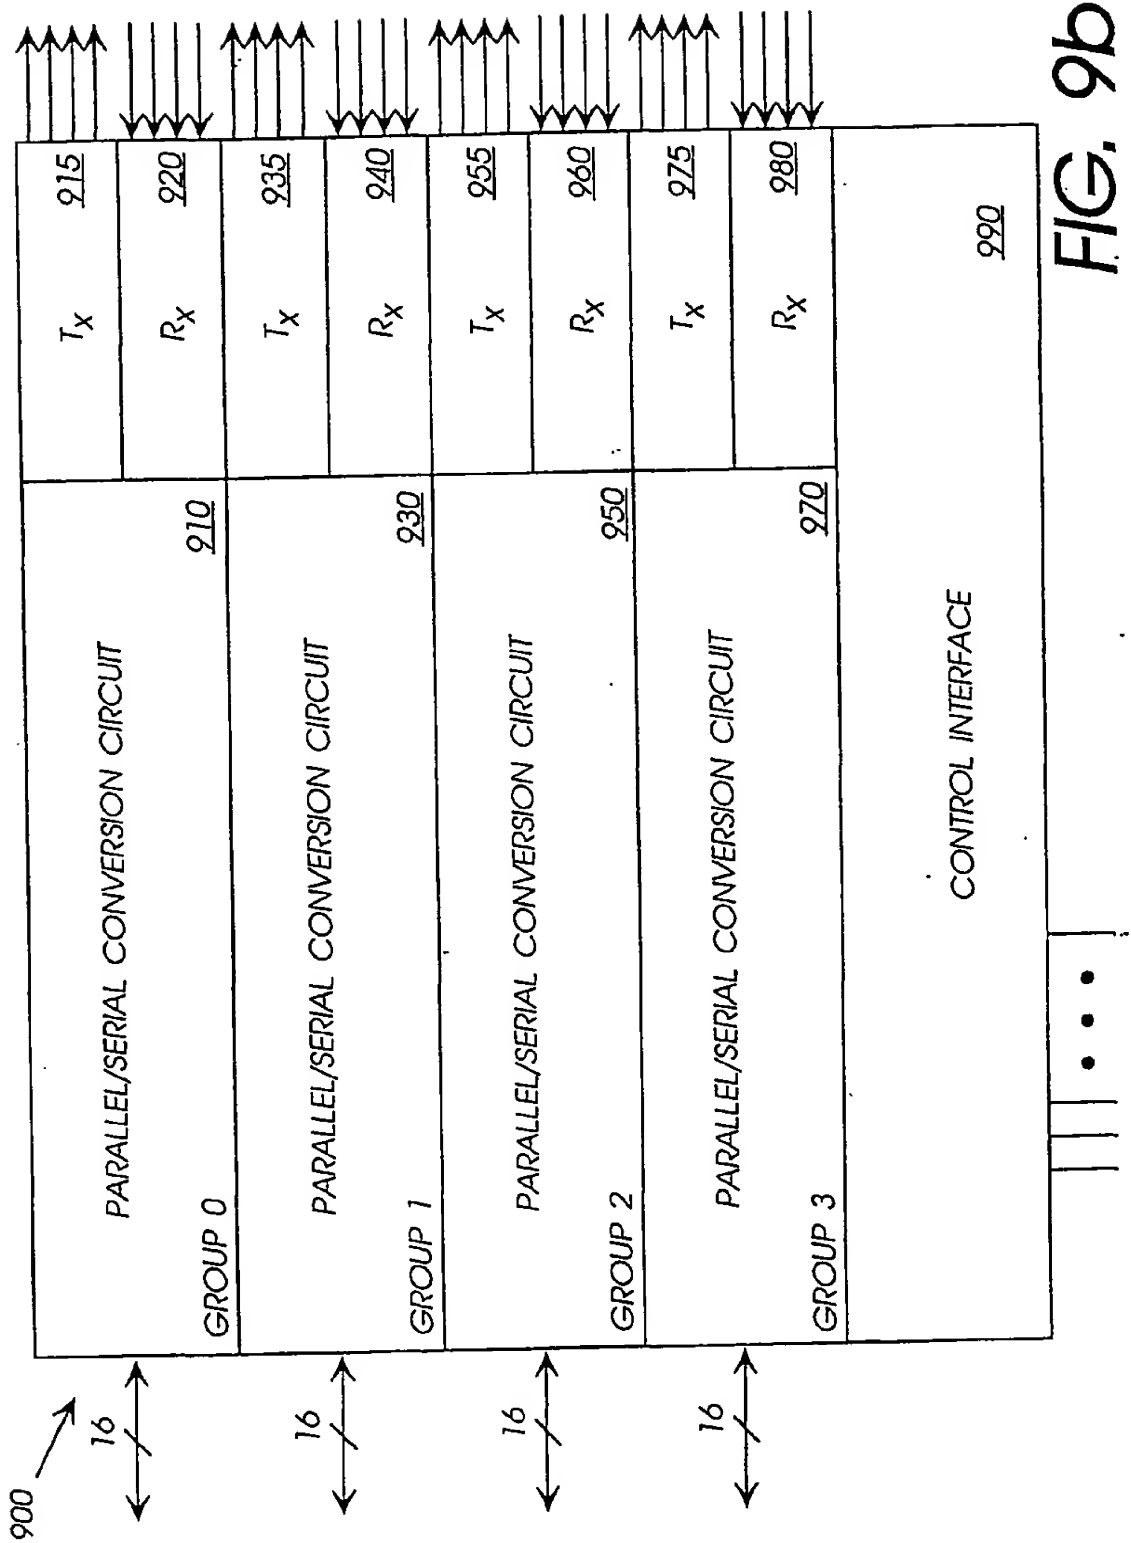 900
16
PARALLEL/SERIAL CONVERSION CIRCUIT
GROUP 0
910
Tx
915
Rx
920
16
PARALLEL/SERIAL CONVERSION CIRCUIT
GROUP 1
930
Tx
935
Rx
940
16
PARALLEL/SERIAL CONVERSION CIRCUIT
GROUP 2
950
Tx
955
Rx
960
16
PARALLEL/SERIAL CONVERSION CIRCUIT
GROUP 3
970
Tx
975
Rx
980
CONTROL INTERFACE
990
FIG. 9b